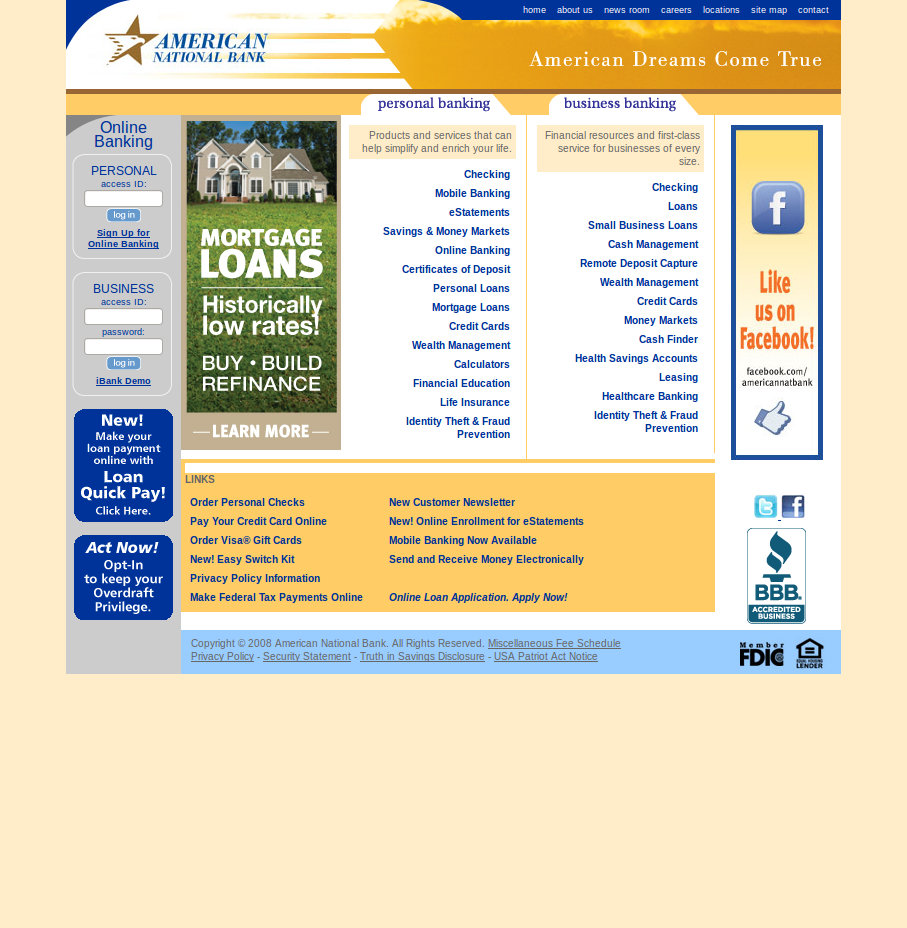 home about us news room careers locations site map contact
AMERICAN
NATIONAL BANK
American Dreams Come True
personal banking business banking
Online
Banking
PERSONAL
access ID:
log in
Sign Up for
Online Banking
BUSINESS
access ID:
password:
log in
iBank Demo
New!
Make your
loan payment
online with
Loan
Quick Pay!
Click Here.
Act Now!
Opt-In
to keep your
Overdraft
Privilege.
MORTGAGE
LOANS
Historically
low rates!
BUY • BUILD
REFINANCE
— LEARN MORE —
Products and services that can
help simplify and enrich your life.
Checking
Mobile Banking
eStatements
Savings & Money Markets
Online Banking
Certificates of Deposit
Personal Loans
Mortgage Loans
Credit Cards
Wealth Management
Calculators
Financial Education
Life Insurance
Identity Theft & Fraud
Prevention
Financial resources and first-class
service for businesses of every
size.
Checking
Loans
Small Business Loans
Cash Management
Remote Deposit Capture
Wealth Management
Credit Cards
Money Markets
Cash Finder
Health Savings Accounts
Leasing
Healthcare Banking
Identity Theft & Fraud
Prevention
f
Like
us on
Facebook!
facebook.com/
americannatbank
LINKS
Order Personal Checks
Pay Your Credit Card Online
Order Visa® Gift Cards
New! Easy Switch Kit
Privacy Policy Information
Make Federal Tax Payments Online
New Customer Newsletter
New! Online Enrollment for eStatements
Mobile Banking Now Available
Send and Receive Money Electronically
Online Loan Application. Apply Now!
t f
BBB.
ACCREDITED
BUSINESS
Copyright © 2008 American National Bank. All Rights Reserved. Miscellaneous Fee Schedule
Privacy Policy - Security Statement - Truth in Savings Disclosure - USA Patriot Act Notice
Member
FDIC
EQUAL HOUSING
LENDER